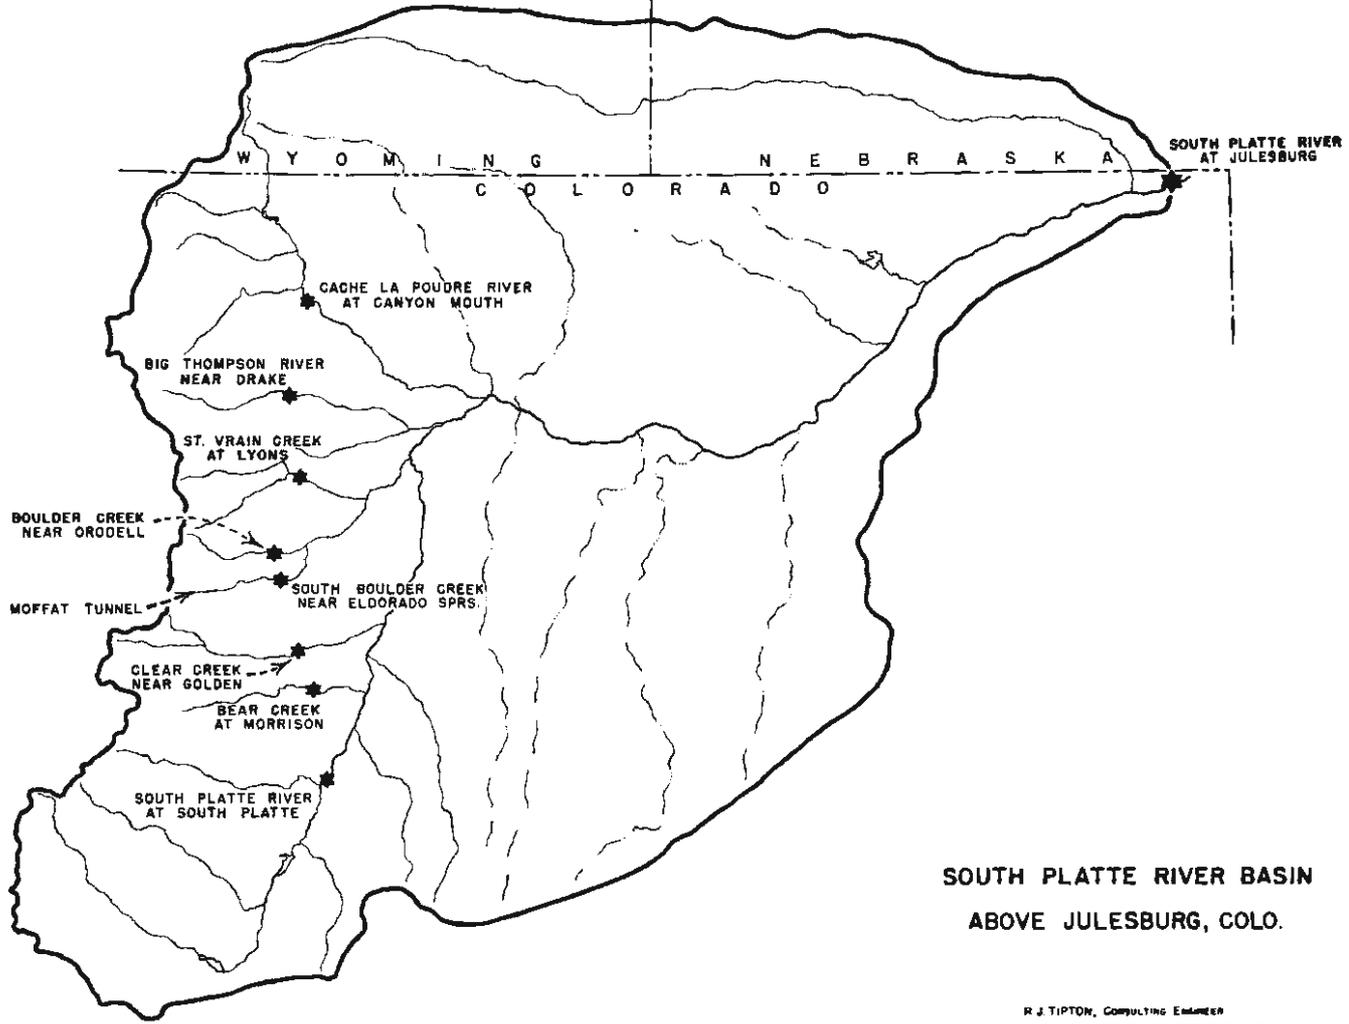 SOUTH PLATTE RIVER
AT JULESBURG
WYOMING
NEBRASKA
COLORADO
CACHE LA POUDRE RIVER
AT CANYON MOUTH
BIG THOMPSON RIVER
NEAR DRAKE
ST. VRAIN CREEK
AT LYONS
BOULDER CREEK
NEAR ORODELL
SOUTH BOULDER CREEK
NEAR ELDORADO SPRS.
MOFFAT TUNNEL
CLEAR CREEK
NEAR GOLDEN
BEAR CREEK
AT MORRISON
SOUTH PLATTE RIVER
AT SOUTH PLATTE
SOUTH PLATTE RIVER BASIN
ABOVE JULESBURG, COLO.
R. J. TIPTON, CONSULTING ENGINEER